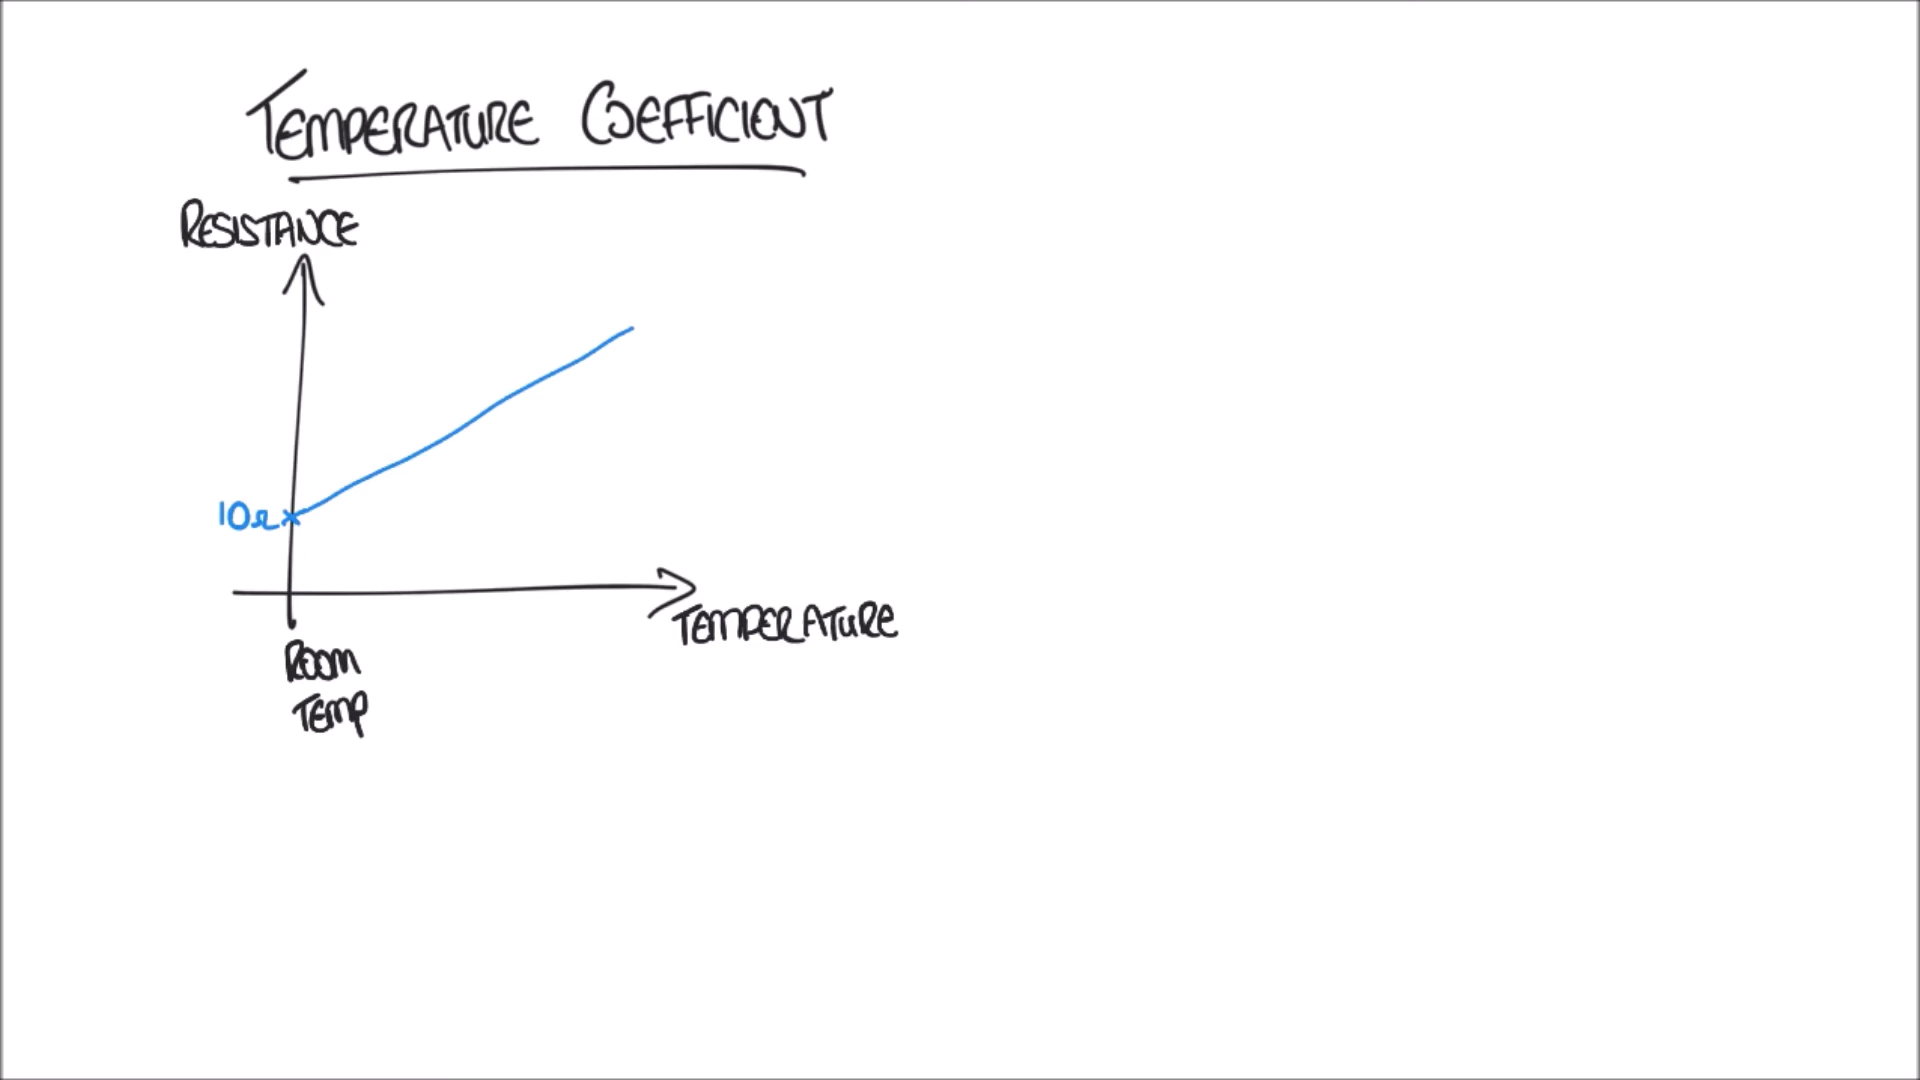 TEMPERATURE COEFFICIENT
RESISTANCE
10Ω
TEMPERATURE
ROOM
TEMP